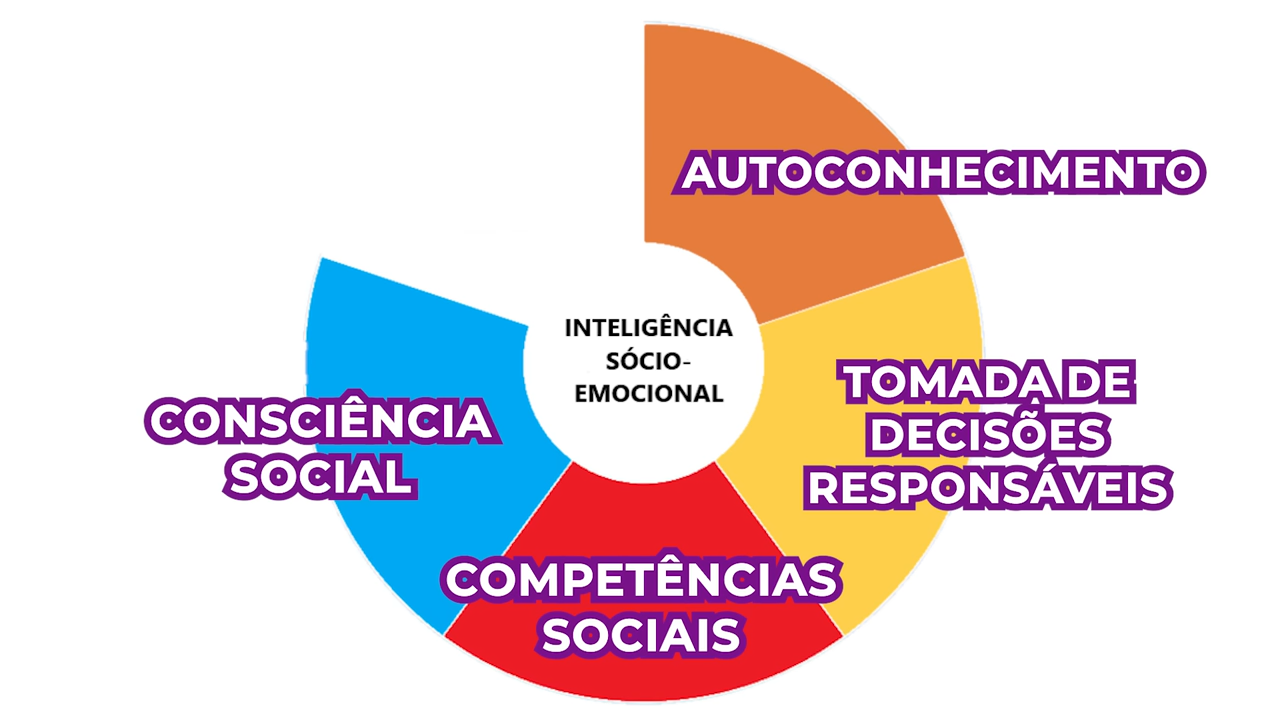 AUTOCONHECIMENTO
INTELIGÊNCIA
SÓCIO-
EMOCIONAL
TOMADA DE
DECISÕES
RESPONSÁVEIS
CONSCIÊNCIA
SOCIAL
COMPETÊNCIAS
SOCIAIS